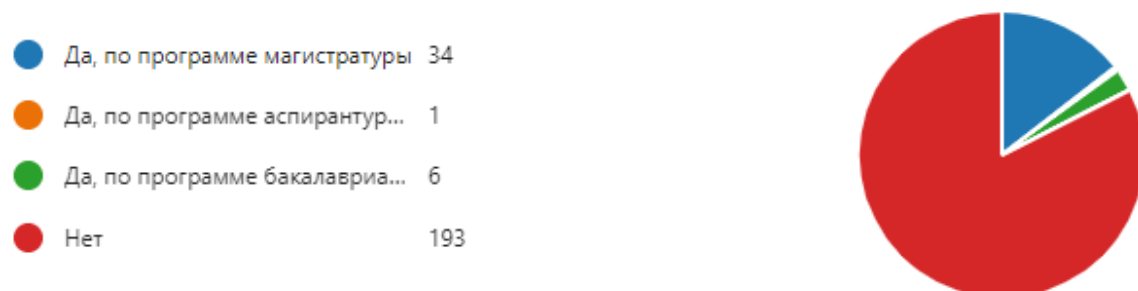 Да, по программе магистратуры 34
Да, по программе аспирантур... 1
Да, по программе бакалавриа... 6
Нет 193